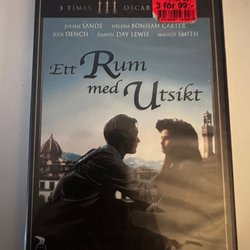 3 för 99:-
3 TIMES OSCAR
JULIAN SANDS HELENA BONHAM CARTER
JUDI DENCH DANIEL DAY LEWIS MAGGIE SMITH
Ett Rum
med Utsikt